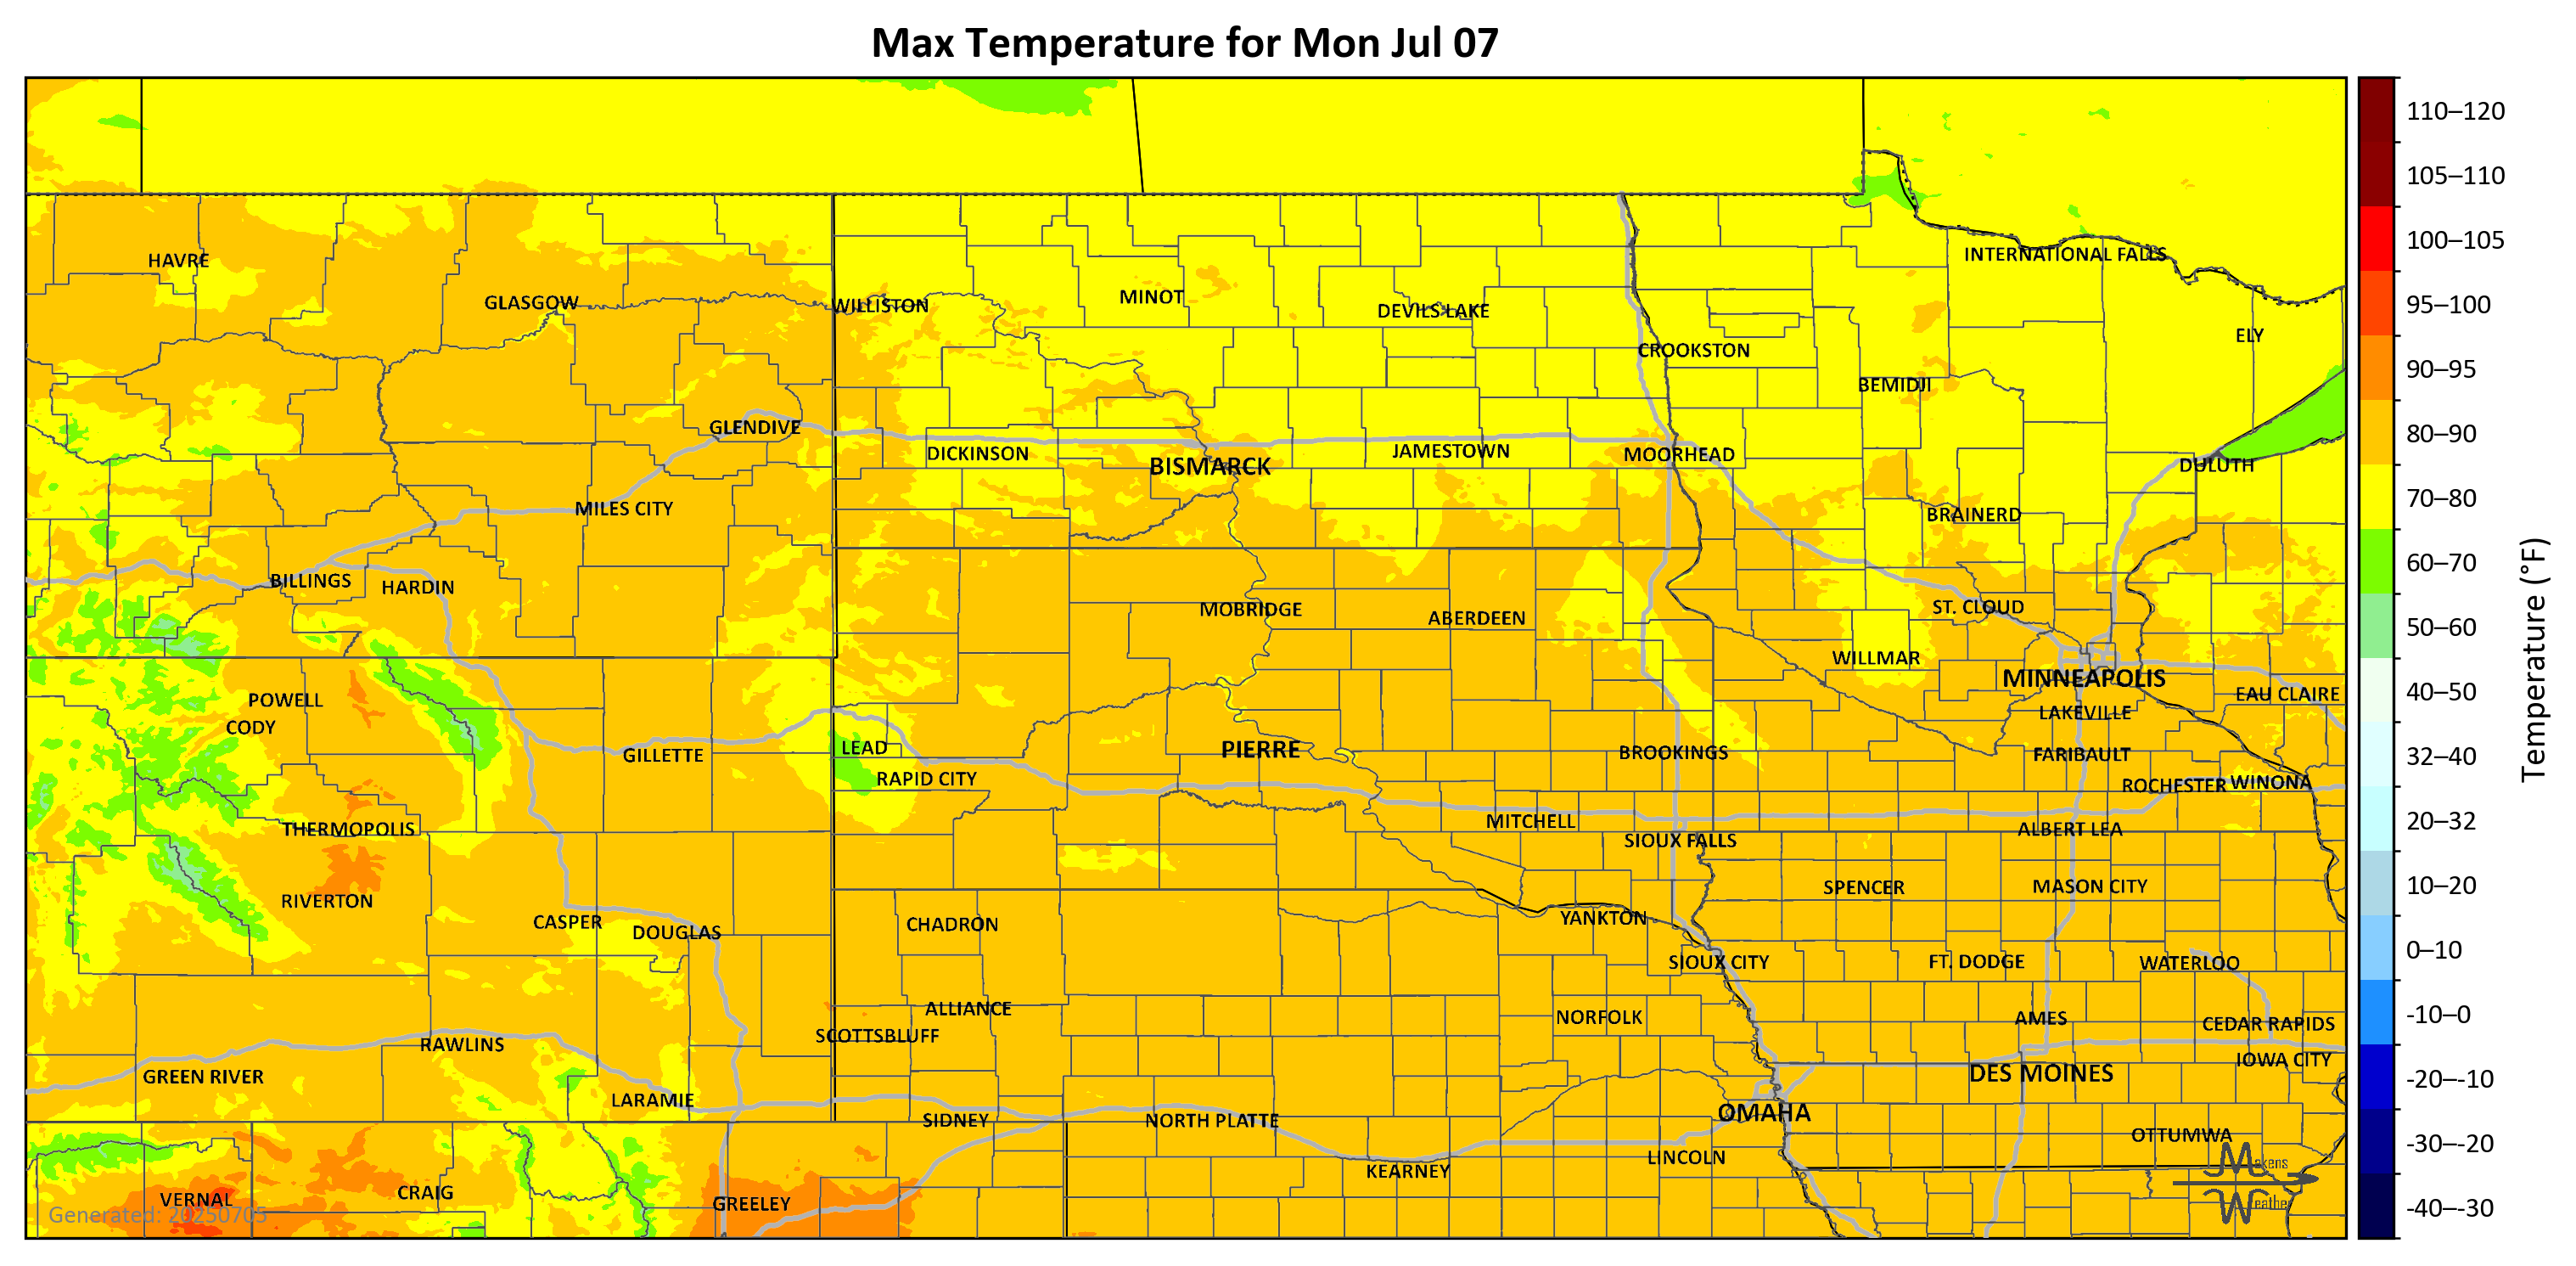 Max Temperature for Mon Jul 07
110–120
105–110
100–105
95–100
90–95
80–90
70–80
60–70
50–60
40–50
32–40
20–32
10–20
0–10
-10–0
-20–-10
-30–-20
-40–-30
Temperature (°F)
INTERNATIONAL FALLS
HAVRE
GLASGOW
WILLISTON
MINOT
DEVILS LAKE
ELY
CROOKSTON
BEMIDJI
GLENDIVE
DICKINSON
BISMARCK
JAMESTOWN
MOORHEAD
DULUTH
MILES CITY
BRAINERD
BILLINGS
HARDIN
MOBRIDGE
ABERDEEN
ST. CLOUD
WILLMAR
MINNEAPOLIS
EAU CLAIRE
POWELL
CODY
LAKEVILLE
GILLETTE
LEAD
RAPID CITY
PIERRE
BROOKINGS
FARIBAULT
ROCHESTER
WINONA
THERMOPOLIS
MITCHELL
SIOUX FALLS
ALBERT LEA
RIVERTON
SPENCER
MASON CITY
CASPER
DOUGLAS
CHADRON
YANKTON
SIOUX CITY
FT. DODGE
WATERLOO
ALLIANCE
SCOTTSBLUFF
NORFOLK
AMES
CEDAR RAPIDS
RAWLINS
IOWA CITY
GREEN RIVER
DES MOINES
LARAMIE
SIDNEY
NORTH PLATTE
OMAHA
OTTUMWA
LINCOLN
KEARNEY
VERNAL
CRAIG
GREELEY
Generated: 20250705
Makens
Weather